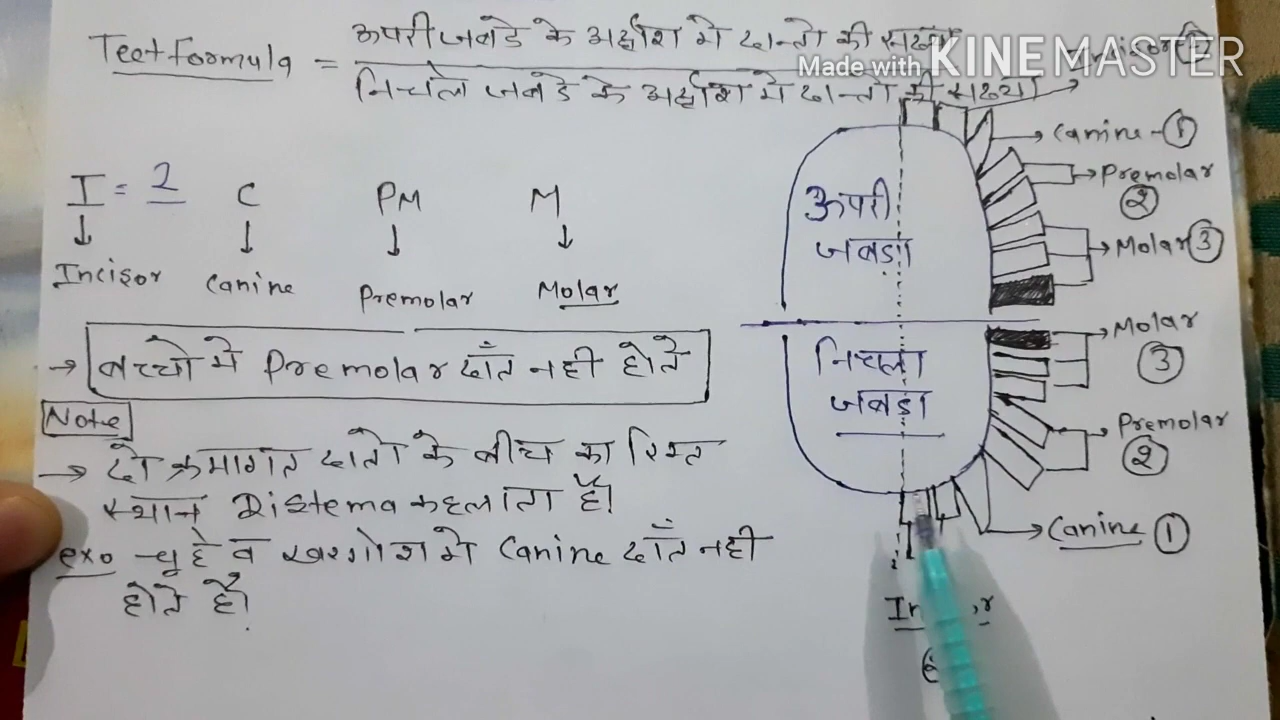 Teetformula = ऊपरी जबडे के अर्द्धांश मे दान्तो की संख्या
निचले जबडे के अर्द्धांश मे दान्तो की संख्या
Made with KINEMASTER
I = 2 C PM M
Incisor Canine Premolar Molar
→ बच्चो मे Premolar दाँत नही होते
Note
→ दो क्रमागत दातो के बीच का रिक्त
स्थान Distema कहलाता है।
exo चूहे व खरगोश मे Canine दाँत नही
होते है।
ऊपरी
जबडा
निचला
जबडा
Canine - ①
Premolar
②
Molar ③
Molar
③
Premolar
②
Canine ①